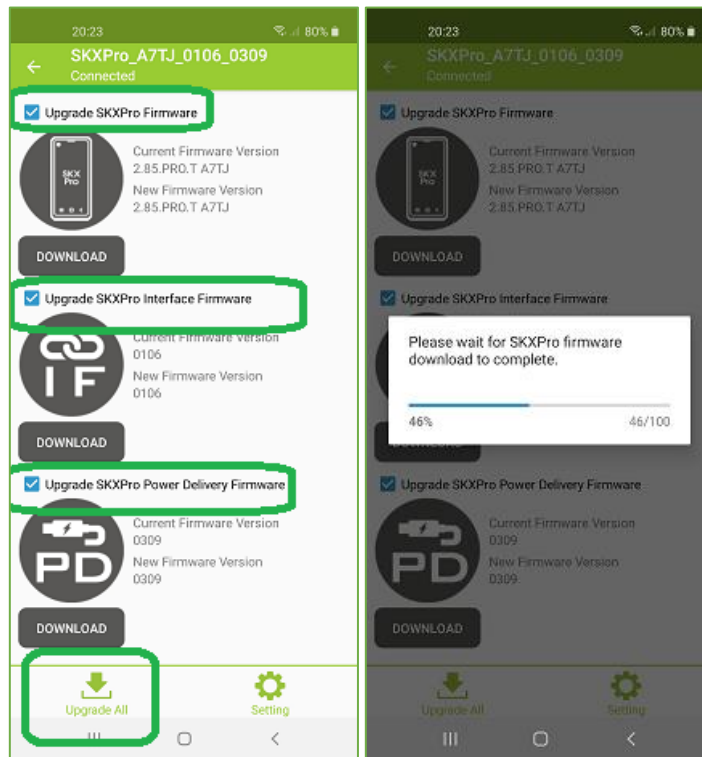 20:23 80%
SKXPro_A7TJ_0106_0309
Connected
Upgrade SKXPro Firmware
SKX
Pro
Current Firmware Version
2.85.PRO.T A7TJ
New Firmware Version
2.85.PRO.T A7TJ
DOWNLOAD
Upgrade SKXPro Interface Firmware
IF
Current Firmware Version
0106
New Firmware Version
0106
DOWNLOAD
Upgrade SKXPro Power Delivery Firmware
PD
Current Firmware Version
0309
New Firmware Version
0309
DOWNLOAD
Upgrade All Setting
20:23 80%
SKXPro_A7TJ_0106_0309
Connected
Upgrade SKXPro Firmware
SKX
Pro
Current Firmware Version
2.85.PRO.T A7TJ
New Firmware Version
2.85.PRO.T A7TJ
DOWNLOAD
Upgrade SKXPro Interface Firmware
Please wait for SKXPro firmware
download to complete.
46% 46/100
Upgrade SKXPro Power Delivery Firmware
PD
Current Firmware Version
0309
New Firmware Version
0309
DOWNLOAD
Upgrade All Setting